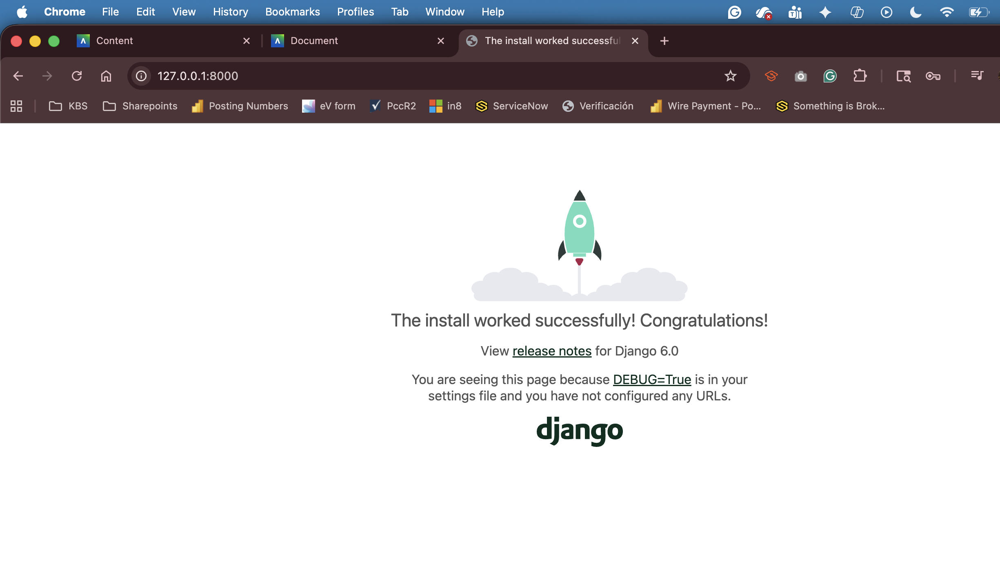 Chrome File Edit View History Bookmarks Profiles Tab Window Help
Content Document The install worked successful
127.0.0.1:8000
KBS Sharepoints Posting Numbers eV form PccR2 in8 ServiceNow Verificación Wire Payment - Po... Something is Brok...
The install worked successfully! Congratulations!
View release notes for Django 6.0
You are seeing this page because DEBUG=True is in your
settings file and you have not configured any URLs.
django